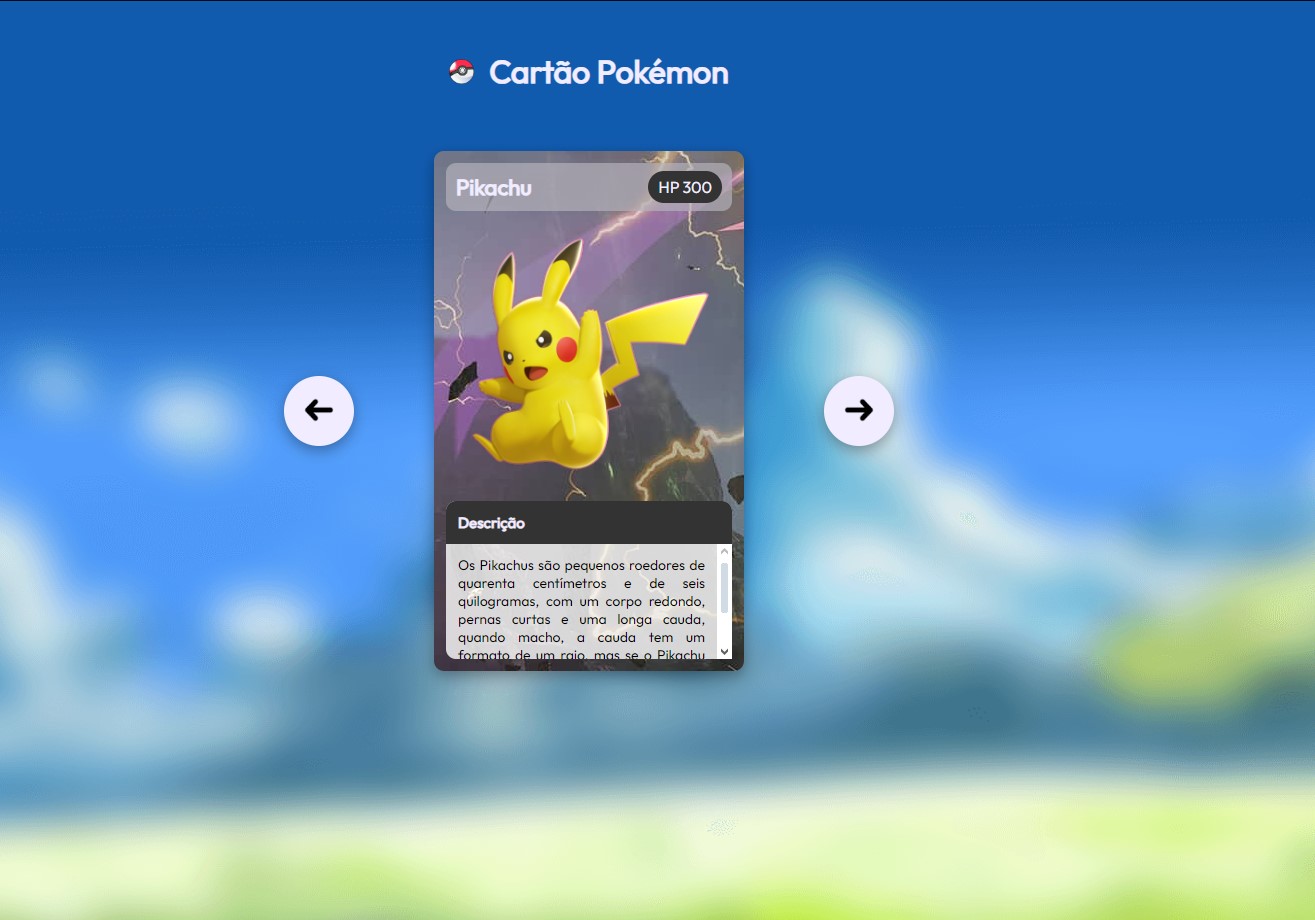 Cartão Pokémon
Pikachu
HP 300
Descrição
Os Pikachus são pequenos roedores de
quarenta centímetros e de seis
quilogramas, com um corpo redondo,
pernas curtas e uma longa cauda,
quando macho, a cauda tem um
formato de um raio, mas se o Pikachu